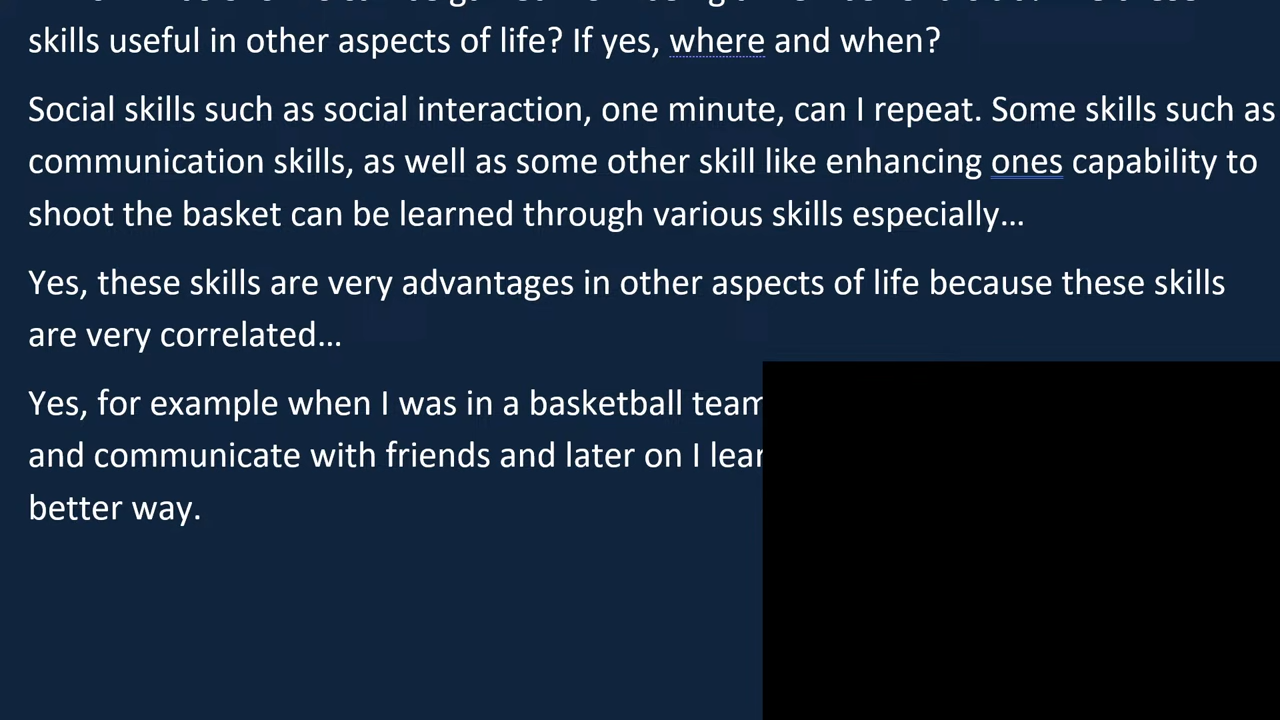 skills useful in other aspects of life? If yes, where and when?
Social skills such as social interaction, one minute, can I repeat. Some skills such as
communication skills, as well as some other skill like enhancing ones capability to
shoot the basket can be learned through various skills especially…
Yes, these skills are very advantages in other aspects of life because these skills
are very correlated…
Yes, for example when I was in a basketball team
and communicate with friends and later on I
better way.